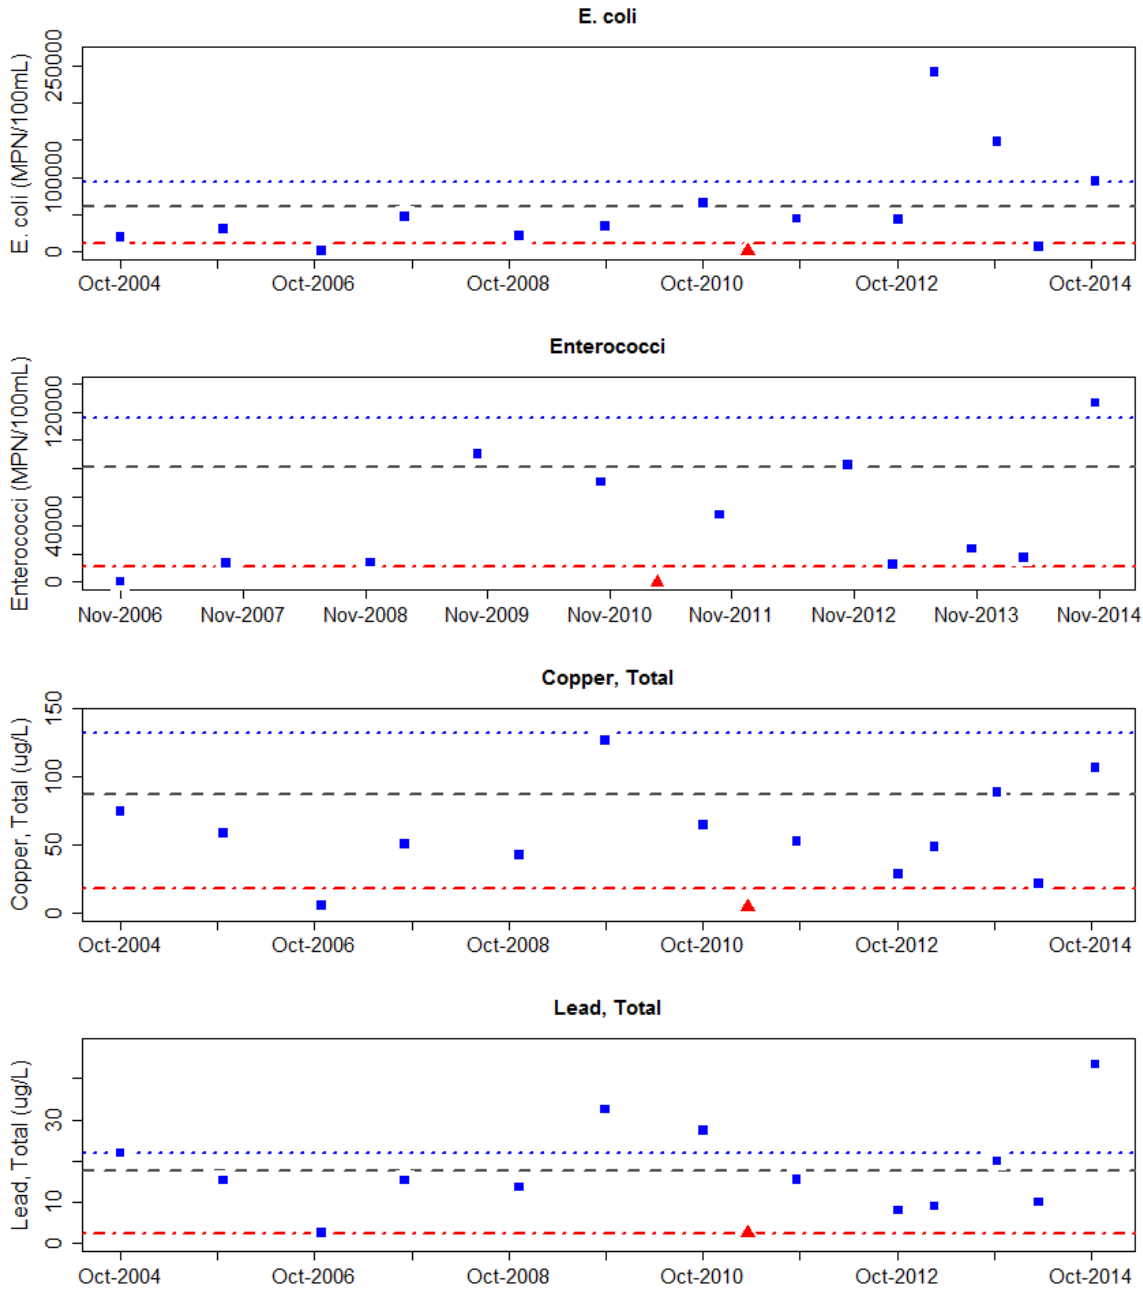 E. coli
E. coli (MPN/100mL)
250000
100000
0
Oct-2004 Oct-2006 Oct-2008 Oct-2010 Oct-2012 Oct-2014
Enterococci
Enterococci (MPN/100mL)
120000
40000
0
Nov-2006 Nov-2007 Nov-2008 Nov-2009 Nov-2010 Nov-2011 Nov-2012 Nov-2013 Nov-2014
Copper, Total
Copper, Total (ug/L)
150
100
50
0
Oct-2004 Oct-2006 Oct-2008 Oct-2010 Oct-2012 Oct-2014
Lead, Total
Lead, Total (ug/L)
30
10
0
Oct-2004 Oct-2006 Oct-2008 Oct-2010 Oct-2012 Oct-2014